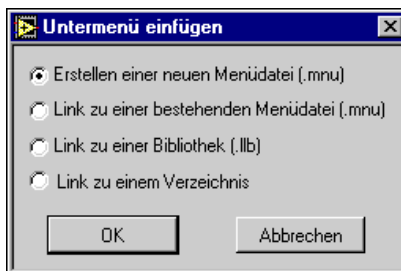 Untermenü einfügen
Erstellen einer neuen Menüdatei (.mnu)
Link zu einer bestehenden Menüdatei (.mnu)
Link zu einer Bibliothek (.llb)
Link zu einem Verzeichnis
OK Abbrechen